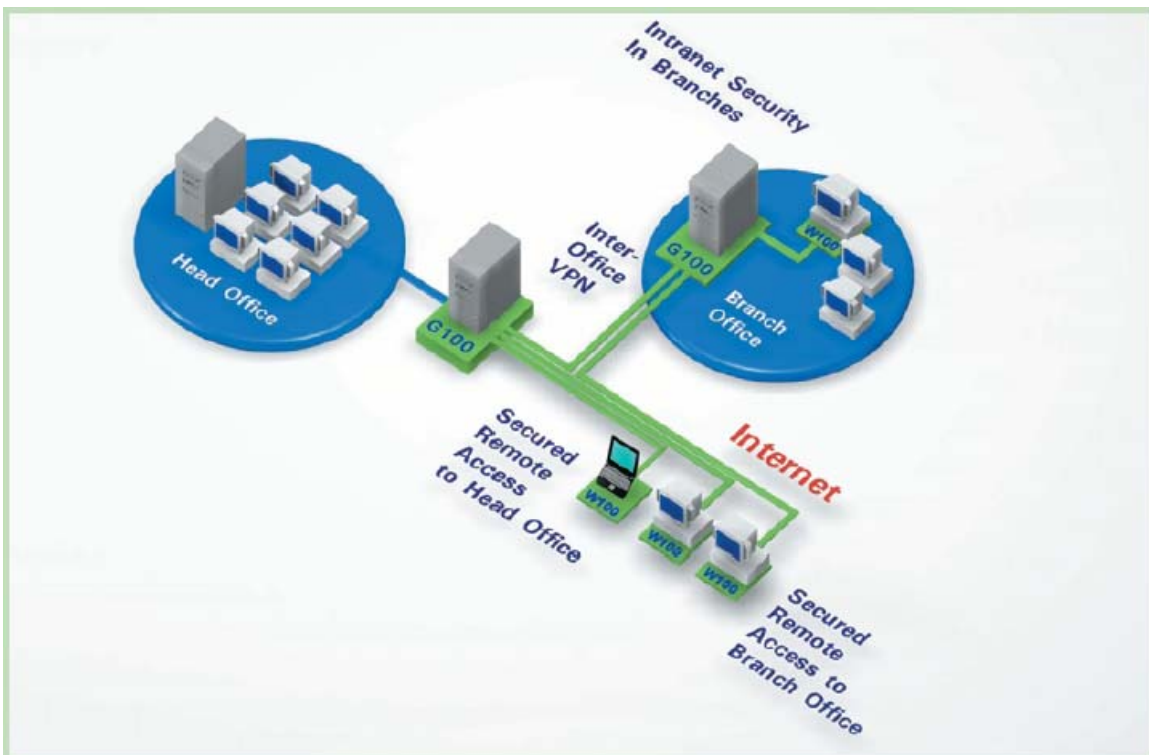 Intranet Security
In Branches
Head Office
G100
Inter-
Office
VPN
G100
W100
Branch
Office
Internet
Secured
Remote
Access
to Head Office
W100
W100
W100
Secured
Remote
Access to
Branch Office